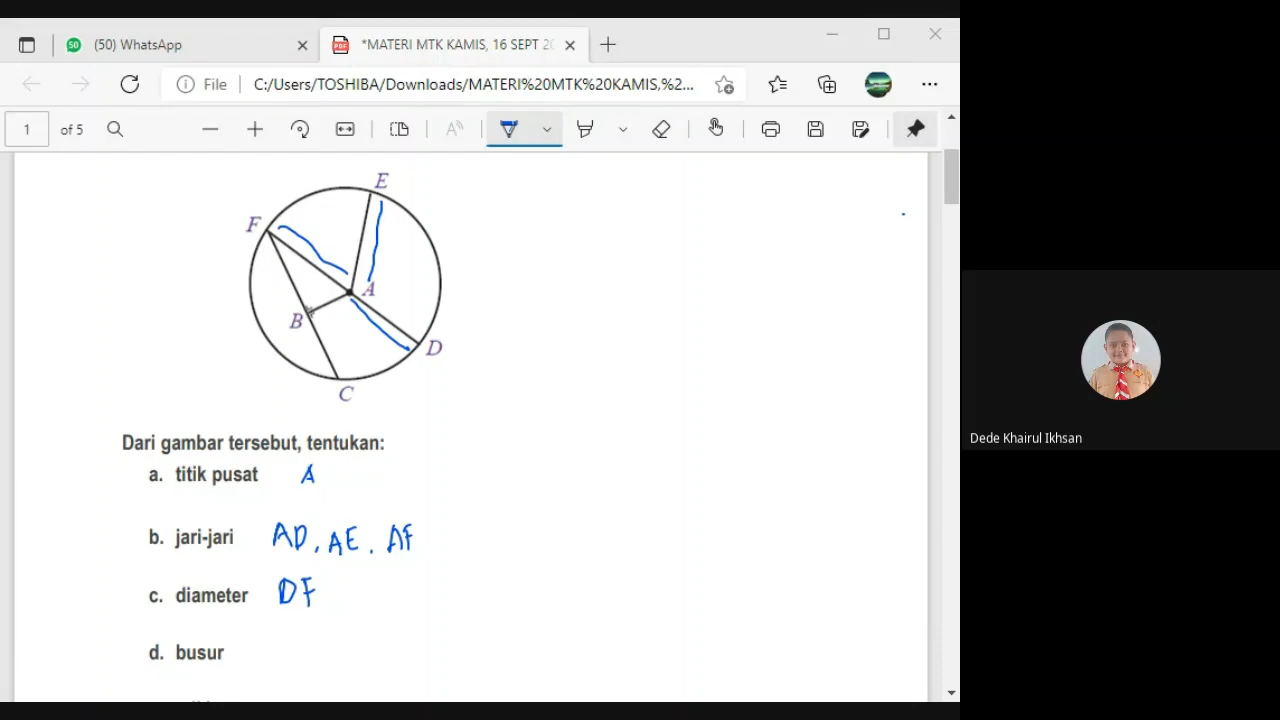 (50) WhatsApp
*MATERI MTK KAMIS, 16 SEPT 20
File
C:/Users/TOSHIBA/Downloads/MATERI%20MTK%20KAMIS,%2...
1 of 5
E
F
A
B
D
C
Dari gambar tersebut, tentukan:
a. titik pusat A
b. jari-jari AD, AE, AF
c. diameter DF
d. busur
Dede Khairul Ikhsan